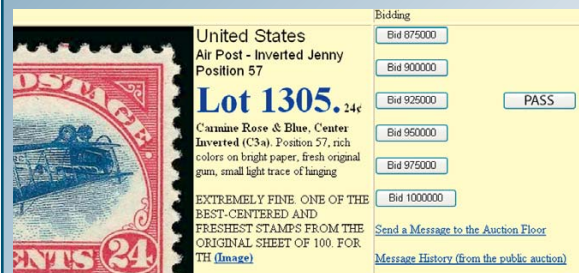 Bidding
United States
Air Post - Inverted Jenny
Position 57
Lot 1305. 24¢
Carmine Rose & Blue, Center
Inverted (C3a). Position 57, rich
colors on bright paper, fresh original
gum, small light trace of hinging
EXTREMELY FINE. ONE OF THE
BEST-CENTERED AND
FRESHEST STAMPS FROM THE
ORIGINAL SHEET OF 100. FOR
TH (Image)
Bid 875000
Bid 900000
Bid 925000
PASS
Bid 950000
Bid 975000
Bid 1000000
Send a Message to the Auction Floor
Message History (from the public auction)
OSTAGE
ENTS 24